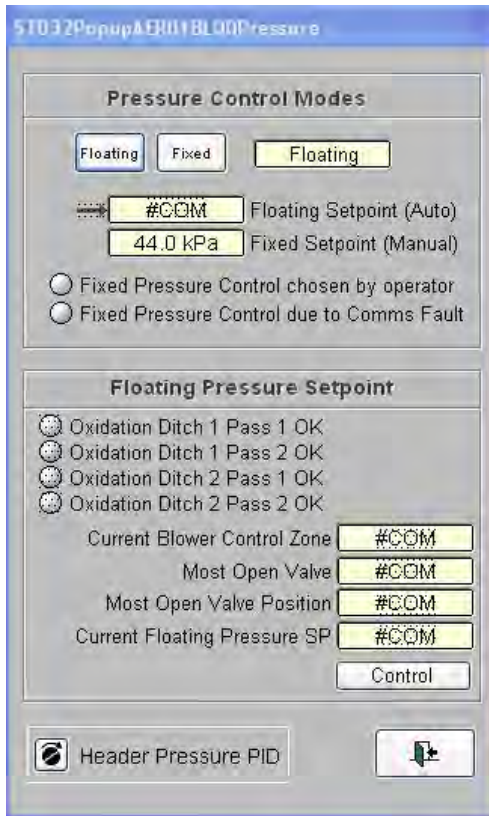 ST032PopupAER01BLODPressure
Pressure Control Modes
Floating Fixed Floating
#COM Floating Setpoint (Auto)
44.0 kPa Fixed Setpoint (Manual)
Fixed Pressure Control chosen by operator
Fixed Pressure Control due to Comms Fault
Floating Pressure Setpoint
Oxidation Ditch 1 Pass 1 OK
Oxidation Ditch 1 Pass 2 OK
Oxidation Ditch 2 Pass 1 OK
Oxidation Ditch 2 Pass 2 OK
Current Blower Control Zone #COM
Most Open Valve #COM
Most Open Valve Position #COM
Current Floating Pressure SP #COM
Control
Header Pressure PID